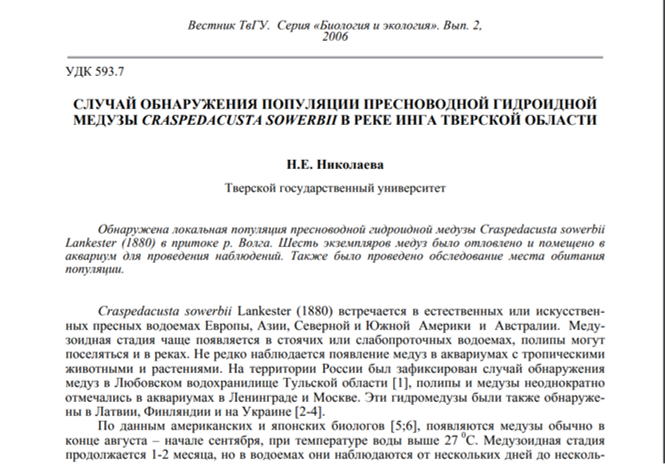 Вестник ТвГУ. Серия «Биология и экология». Вып. 2,
2006
УДК 593.7
СЛУЧАЙ ОБНАРУЖЕНИЯ ПОПУЛЯЦИИ ПРЕСНОВОДНОЙ ГИДРОИДНОЙ
МЕДУЗЫ CRASPEDACUSTA SOWERBII В РЕКЕ ИНГА ТВЕРСКОЙ ОБЛАСТИ
Н.Е. Николаева
Тверской государственный университет
Обнаружена локальная популяция пресноводной гидроидной медузы Craspedacusta sowerbii
Lankester (1880) в притоке р. Волга. Шесть экземпляров медуз было отловлено и помещено в
аквариум для проведения наблюдений. Также было проведено обследование места обитания
популяции.
Craspedacusta sowerbii Lankester (1880) встречается в естественных или искусствен-
ных пресных водоемах Европы, Азии, Северной и Южной Америки и Австралии. Меду-
зоидная стадия чаще появляется в стоячих или слабопроточных водоемах, полипы могут
поселяться и в реках. Не редко наблюдается появление медуз в аквариумах с тропическими
животными и растениями. На территории России был зафиксирован случай обнаружения
медуз в Любовском водохранилище Тульской области [1], полипы и медузы неоднократно
отмечались в аквариумах в Ленинграде и Москве. Эти гидромедузы были также обнаруже-
ны в Латвии, Финляндии и на Украине [2-4].
По данным американских и японских биологов [5;6], появляются медузы обычно в
конце августа – начале сентября, при температуре воды выше 27 ⁰С. Медузоидная стадия
продолжается 1-2 месяца, но в водоемах они наблюдаются от нескольких дней до несколь-